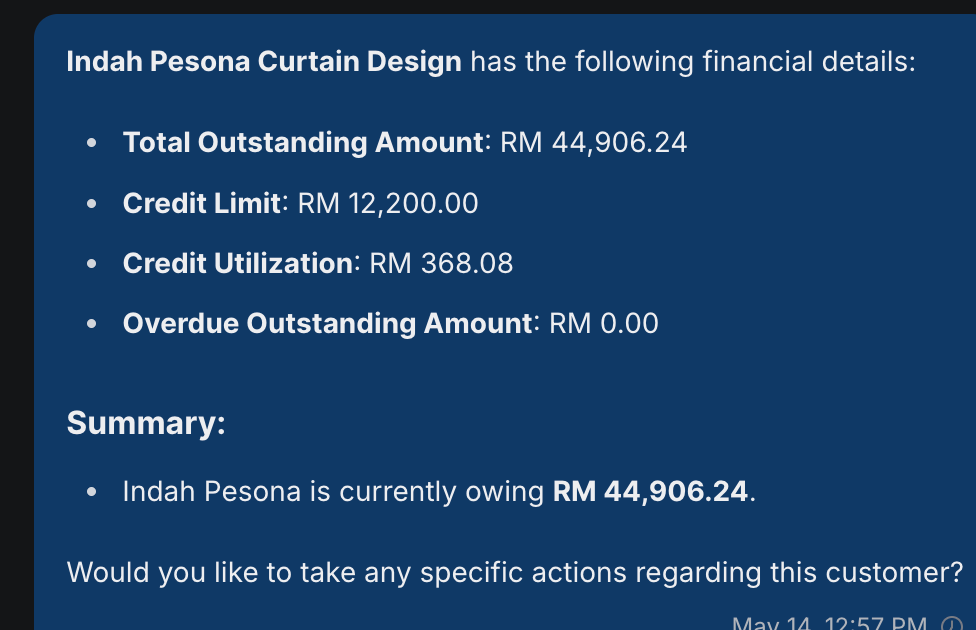 Indah Pesona Curtain Design has the following financial details:
• Total Outstanding Amount: RM 44,906.24
• Credit Limit: RM 12,200.00
• Credit Utilization: RM 368.08
• Overdue Outstanding Amount: RM 0.00
Summary:
• Indah Pesona is currently owing RM 44,906.24.
Would you like to take any specific actions regarding this customer?
May 14, 12:57 PM